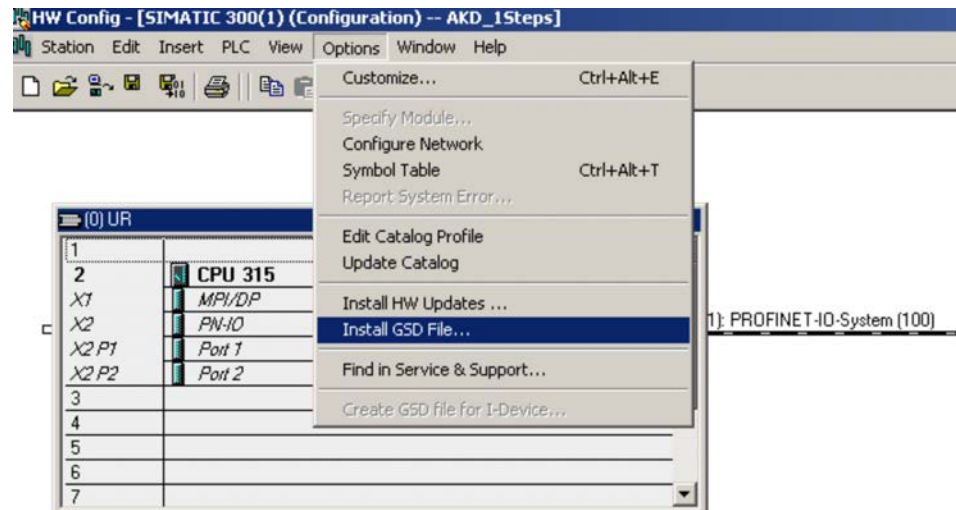 HW Config - [SIMATIC 300(1) (Configuration) -- AKD_1Steps]
Station Edit Insert PLC View Options Window Help
Customize... Ctrl+Alt+E
Specify Module...
Configure Network
Symbol Table Ctrl+Alt+T
Report System Error...
Edit Catalog Profile
Update Catalog
Install HW Updates ...
Install GSD File...
Find in Service & Support...
Create GSD file for I-Device...
(0) UR
1
2 CPU 315
X1 MPI/DP
X2 PN-IO
X2 P1 Port 1
X2 P2 Port 2
3
4
5
6
7
1): PROFINET-IO-System (100)